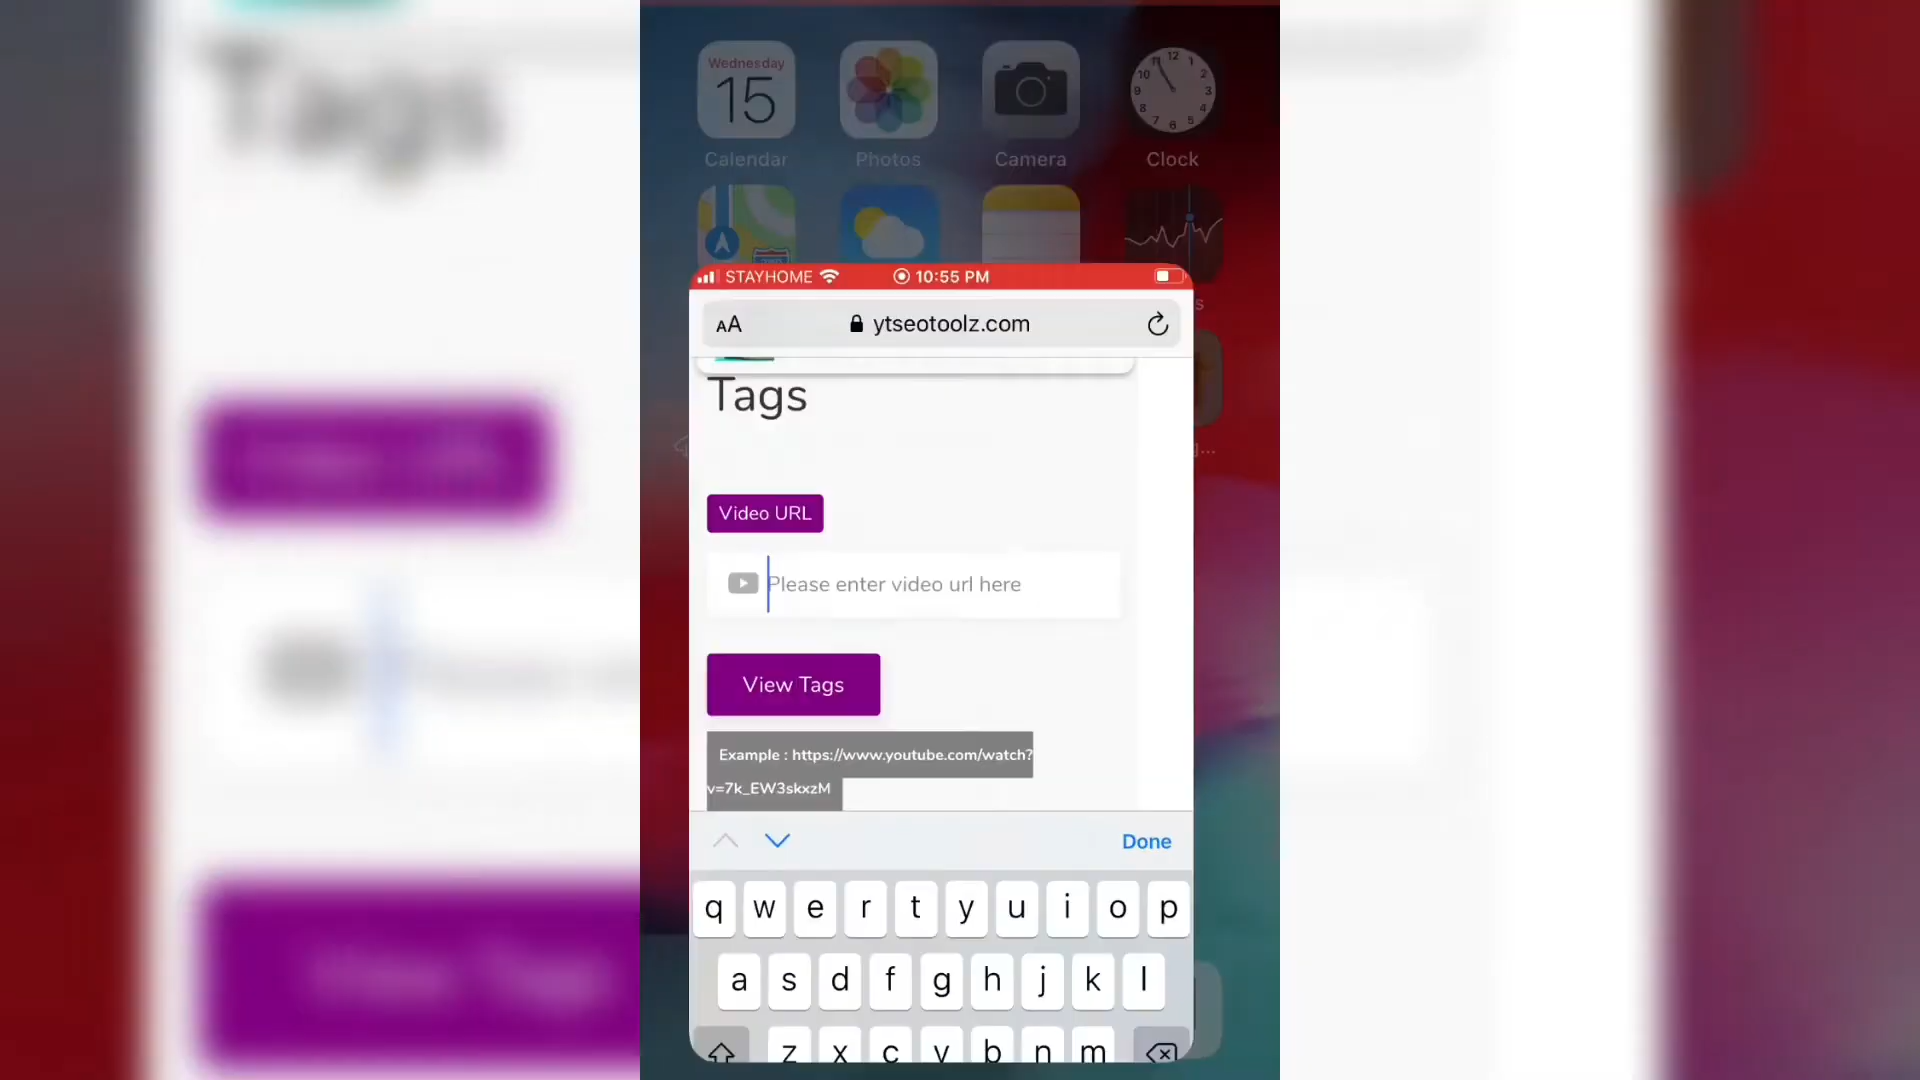 Wednesday
15
Calendar
Photos
Camera
Clock
STAYHOME
10:55 PM
AA
ytseotoolz.com
Tags
Video URL
Please enter video url here
View Tags
Example : https://www.youtube.com/watch?
v=7k_EW3skxzM
Done
q w e r t y u i o p
a s d f g h j k l
z x c v b n m